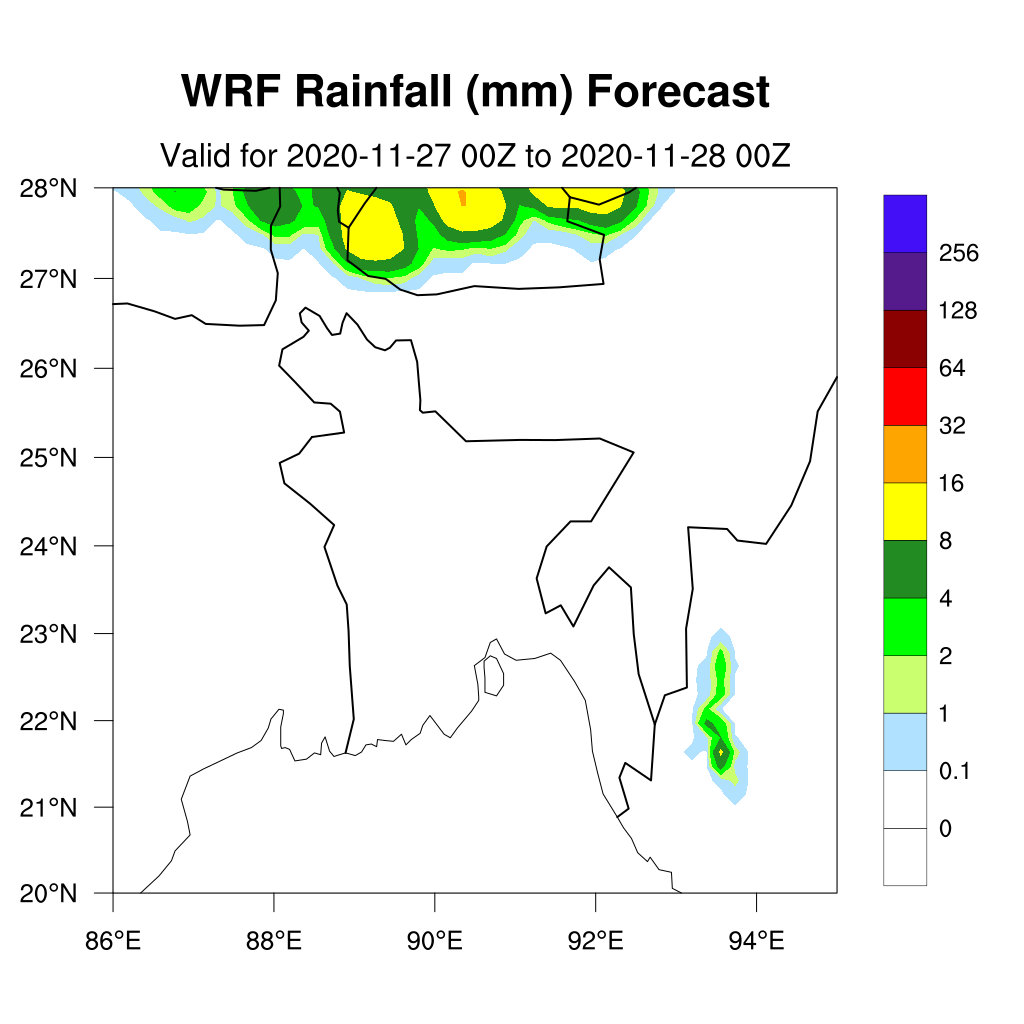 WRF Rainfall (mm) Forecast
Valid for 2020-11-27 00Z to 2020-11-28 00Z
28°N
27°N
26°N
25°N
24°N
23°N
22°N
21°N
20°N
86°E
88°E
90°E
92°E
94°E
256
128
64
32
16
8
4
2
1
0.1
0